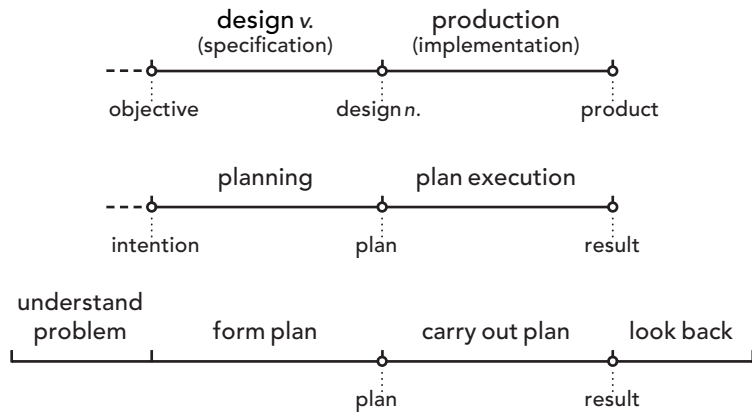 design v. production
(specification) (implementation)
objective design n. product
planning plan execution
intention plan result
understand
problem form plan carry out plan look back
plan result